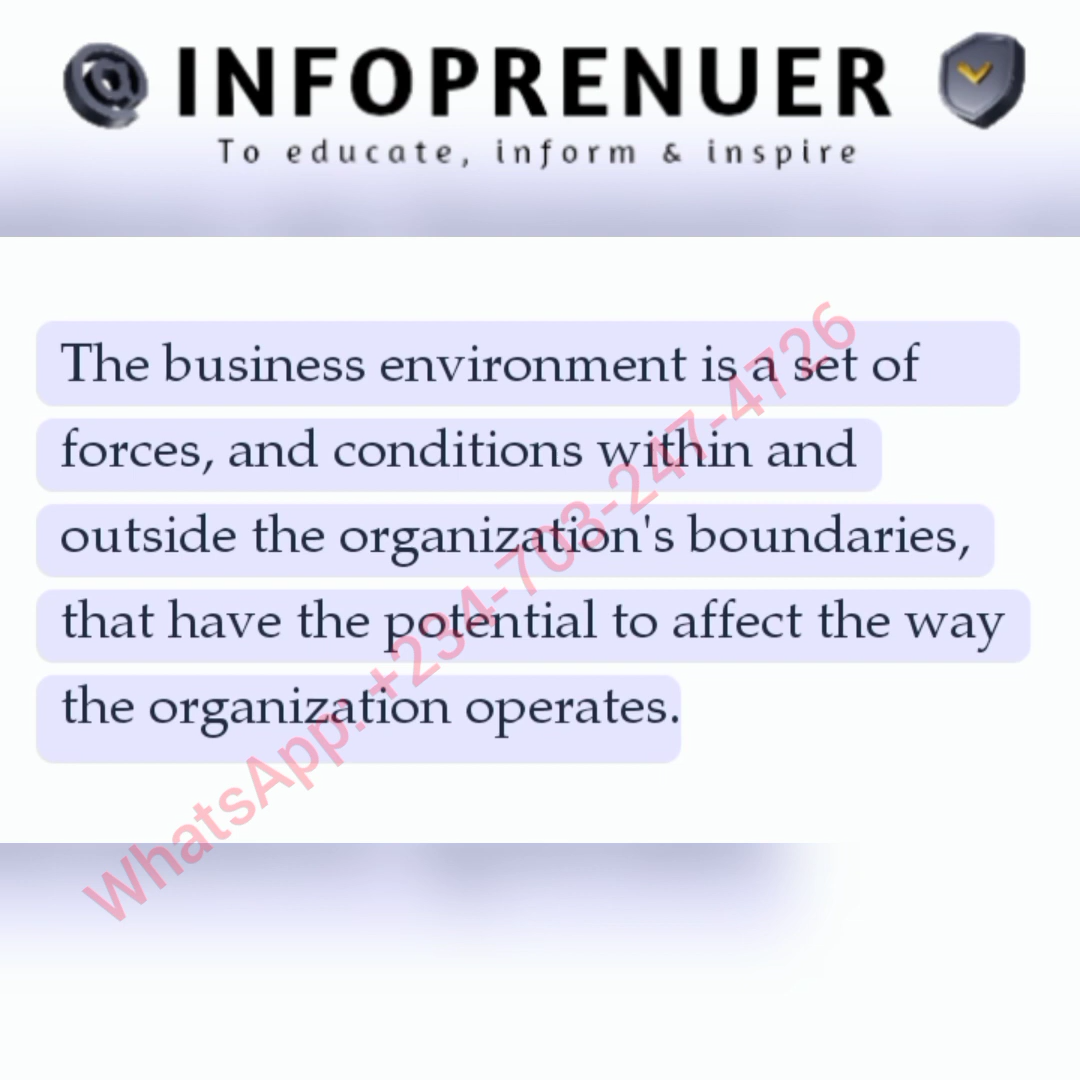 @ INFOPRENUER
To educate, inform & inspire
The business environment is a set of
forces, and conditions within and
outside the organization's boundaries,
that have the potential to affect the way
the organization operates.
WhatsApp: +234-703-247-4726